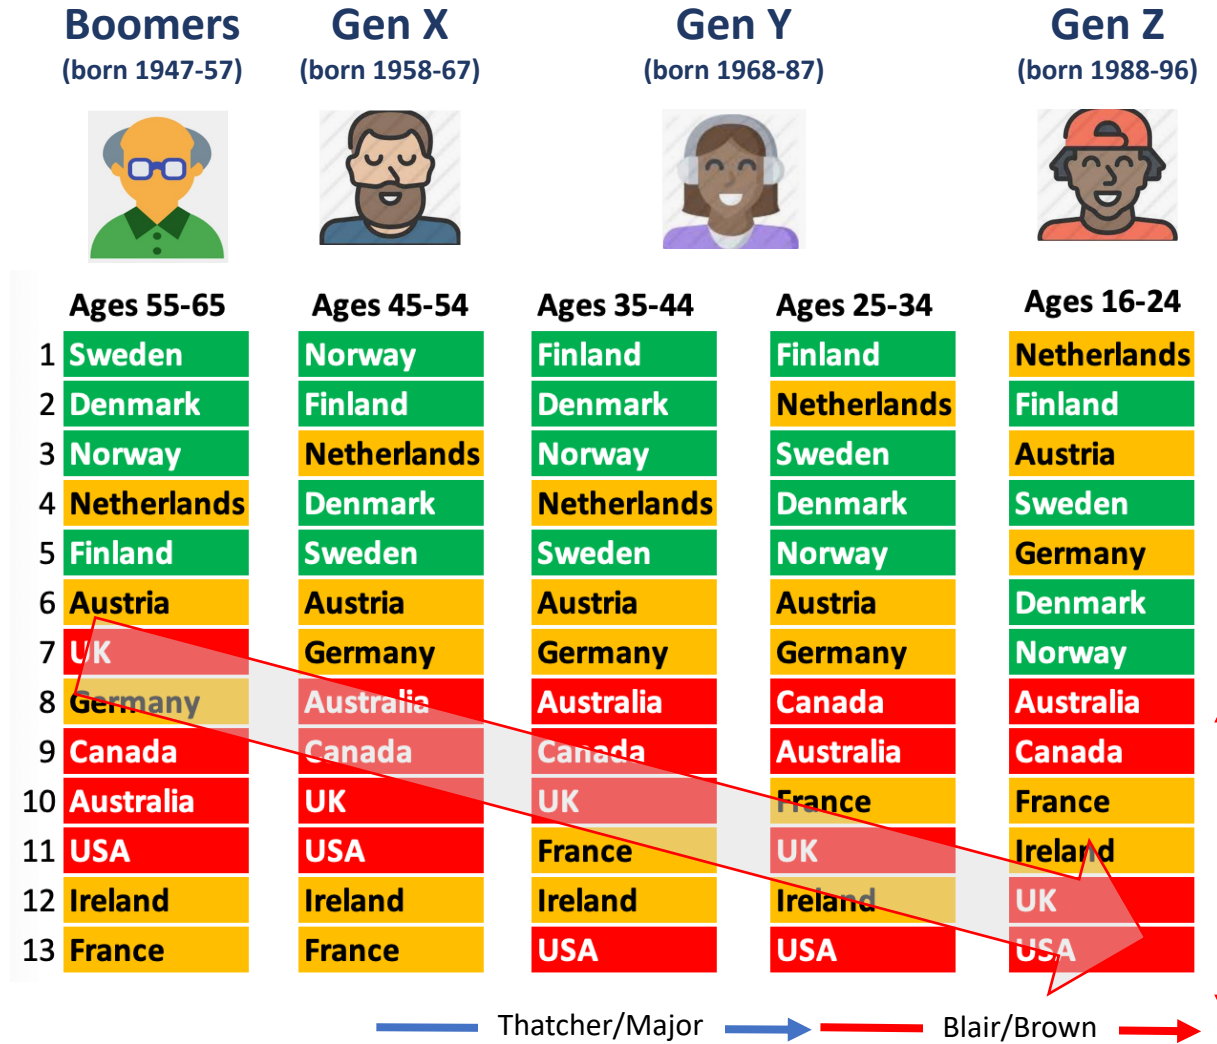 Boomers Gen X Gen Y Gen Z
(born 1947-57) (born 1958-67) (born 1968-87) (born 1988-96)
Ages 55-65 Ages 45-54 Ages 35-44 Ages 25-34 Ages 16-24
1 Sweden Norway Finland Finland Netherlands
2 Denmark Finland Denmark Netherlands Finland
3 Norway Netherlands Norway Sweden Austria
4 Netherlands Denmark Netherlands Denmark Sweden
5 Finland Sweden Sweden Norway Germany
6 Austria Austria Austria Austria Denmark
7 UK Germany Germany Germany Norway
8 Germany Australia Australia Canada Australia
9 Canada Canada Canada Australia Canada
10 Australia UK UK France France
11 USA USA France UK Ireland
12 Ireland Ireland Ireland Ireland UK
13 France France USA USA USA
Thatcher/Major Blair/Brown